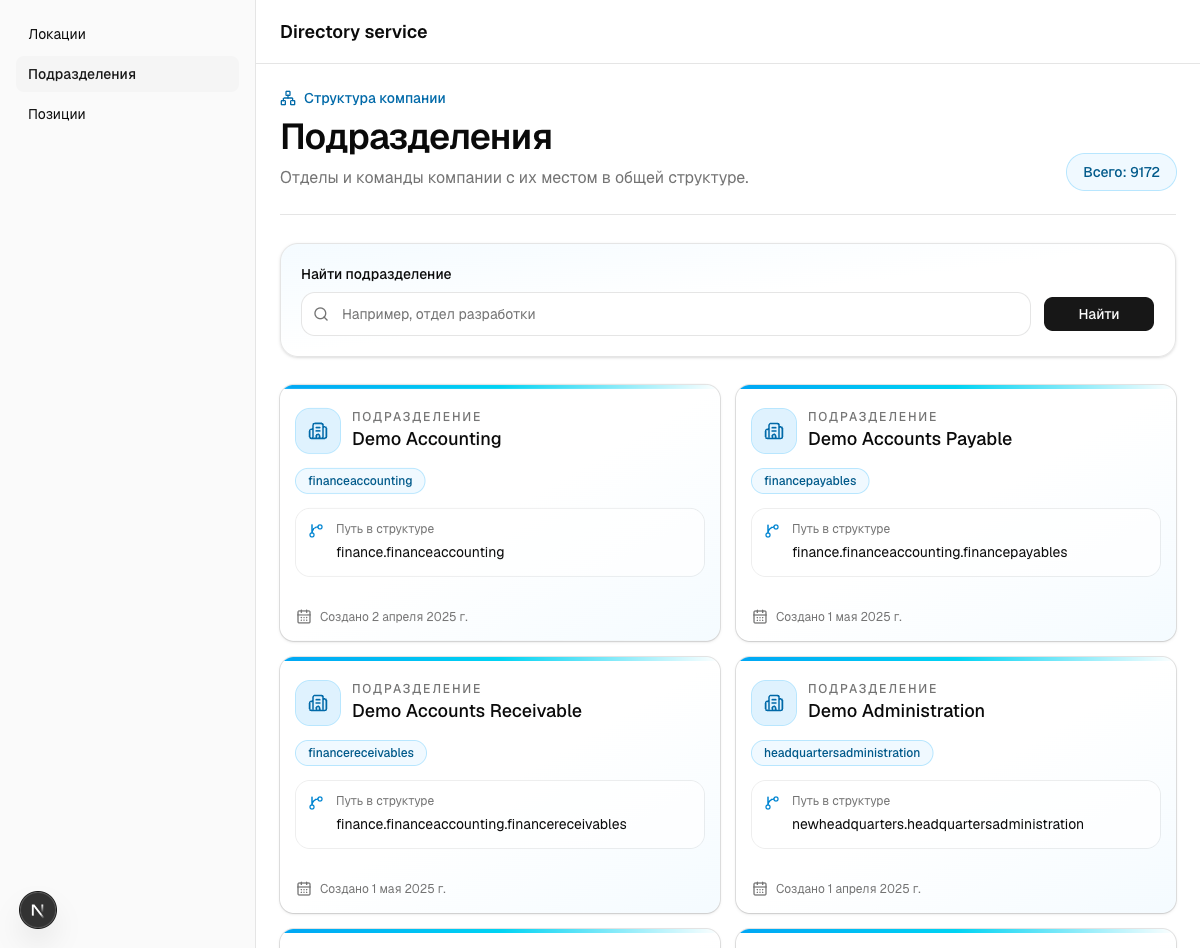 Локации
Подразделения
Позиции
Directory service
Структура компании
Подразделения
Отделы и команды компании с их местом в общей структуре.
Всего: 9172
Найти подразделение
Например, отдел разработки
Найти
ПОДРАЗДЕЛЕНИЕ
Demo Accounting
financeaccounting
Путь в структуре
finance.financeaccounting
Создано 2 апреля 2025 г.
ПОДРАЗДЕЛЕНИЕ
Demo Accounts Payable
financepayables
Путь в структуре
finance.financeaccounting.financepayables
Создано 1 мая 2025 г.
ПОДРАЗДЕЛЕНИЕ
Demo Accounts Receivable
financereceivables
Путь в структуре
finance.financeaccounting.financereceivables
Создано 1 мая 2025 г.
ПОДРАЗДЕЛЕНИЕ
Demo Administration
headquartersadministration
Путь в структуре
newheadquarters.headquartersadministration
Создано 1 апреля 2025 г.
N